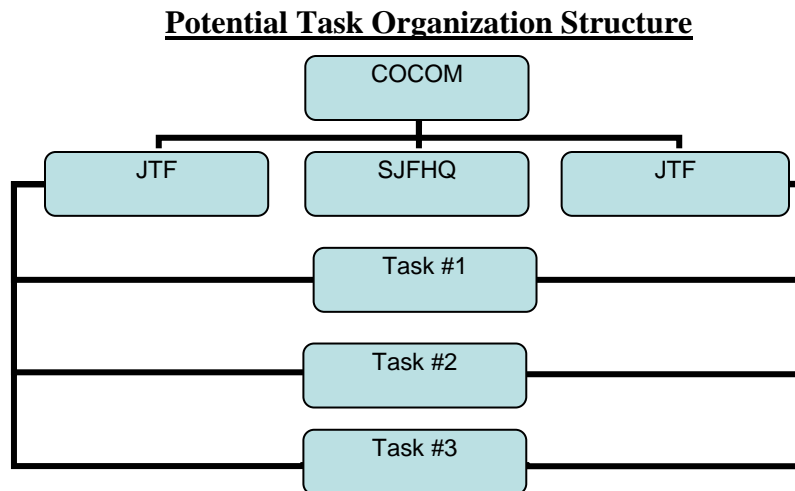 Potential Task Organization Structure
COCOM
JTF
SJFHQ
JTF
Task #1
Task #2
Task #3